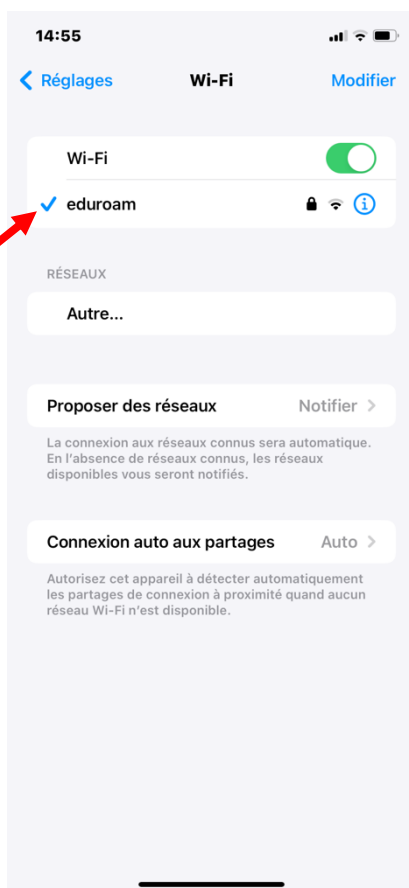 14:55
Réglages Wi-Fi Modifier
Wi-Fi
eduroam
RÉSEAUX
Autre...
Proposer des réseaux Notifier
La connexion aux réseaux connus sera automatique.
En l'absence de réseaux connus, les réseaux
disponibles vous seront notifiés.
Connexion auto aux partages Auto
Autorisez cet appareil à détecter automatiquement
les partages de connexion à proximité quand aucun
réseau Wi-Fi n'est disponible.